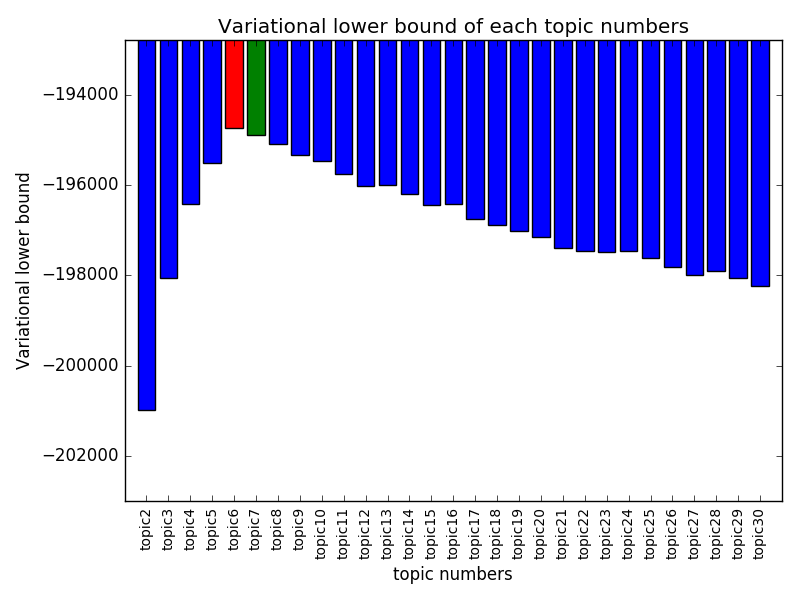 Variational lower bound of each topic numbers
Variational lower bound
−194000
−196000
−198000
−200000
−202000
topic2
topic3
topic4
topic5
topic6
topic7
topic8
topic9
topic10
topic11
topic12
topic13
topic14
topic15
topic16
topic17
topic18
topic19
topic20
topic21
topic22
topic23
topic24
topic25
topic26
topic27
topic28
topic29
topic30
topic numbers